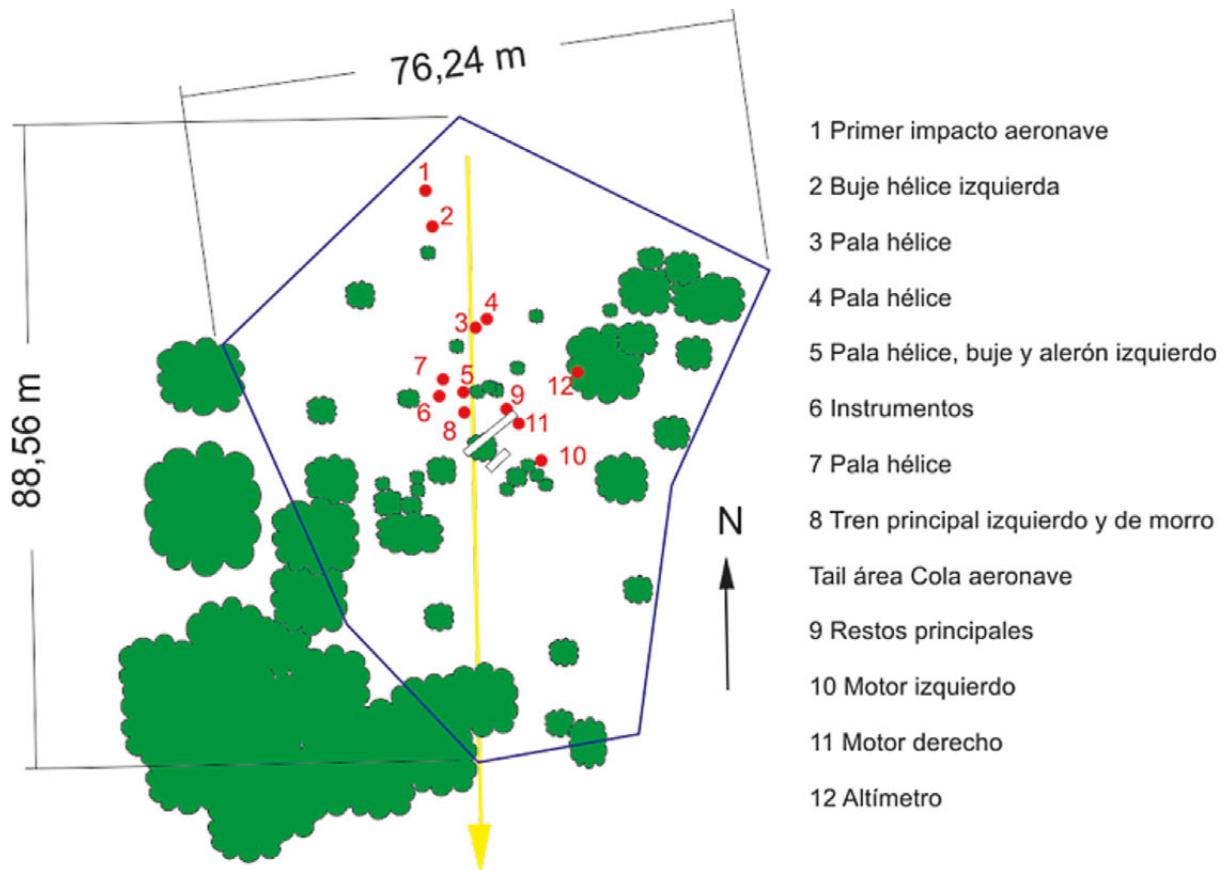 76,24 m
88,56 m
1
2
3
4
5
6
7
8
9
10
11
12
N
1 Primer impacto aeronave
2 Buje hélice izquierda
3 Pala hélice
4 Pala hélice
5 Pala hélice, buje y alerón izquierdo
6 Instrumentos
7 Pala hélice
8 Tren principal izquierdo y de morro
Tail área Cola aeronave
9 Restos principales
10 Motor izquierdo
11 Motor derecho
12 Altímetro